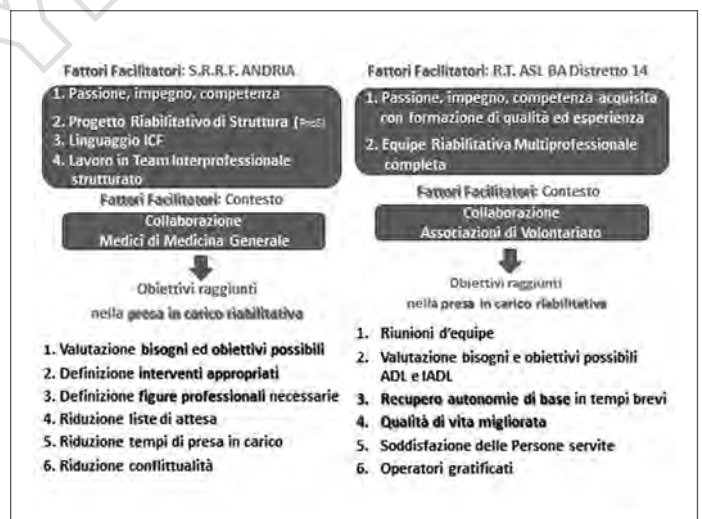 Fattori Facilitatori: S.R.R.F. ANDRIA
1. Passione, impegno, competenza
2. Progetto Riabilitativo di Struttura (PRoS)
3. Linguaggio ICF
4. Lavoro in Team Interprofessionale
strutturato
Fattori Facilitatori: Contesto
Collaborazione
Medici di Medicina Generale
Obiettivi raggiunti
nella presa in carico riabilitativa
1. Valutazione bisogni ed obiettivi possibili
2. Definizione interventi appropriati
3. Definizione figure professionali necessarie
4. Riduzione liste di attesa
5. Riduzione tempi di presa in carico
6. Riduzione conflittualità
Fattori Facilitatori: R.T. ASL BA Distretto 14
1. Passione, impegno, competenza acquisita
con formazione di qualità ed esperienza
2. Equipe Riabilitativa Multiprofessionale
completa
Fattori Facilitatori: Contesto
Collaborazione
Associazioni di Volontariato
Obiettivi raggiunti
nella presa in carico riabilitativa
1. Riunioni d'equipe
2. Valutazione bisogni e obiettivi possibili
ADL e IADL
3. Recupero autonomie di base in tempi brevi
4. Qualità di vita migliorata
5. Soddisfazione delle Persone servite
6. Operatori gratificati